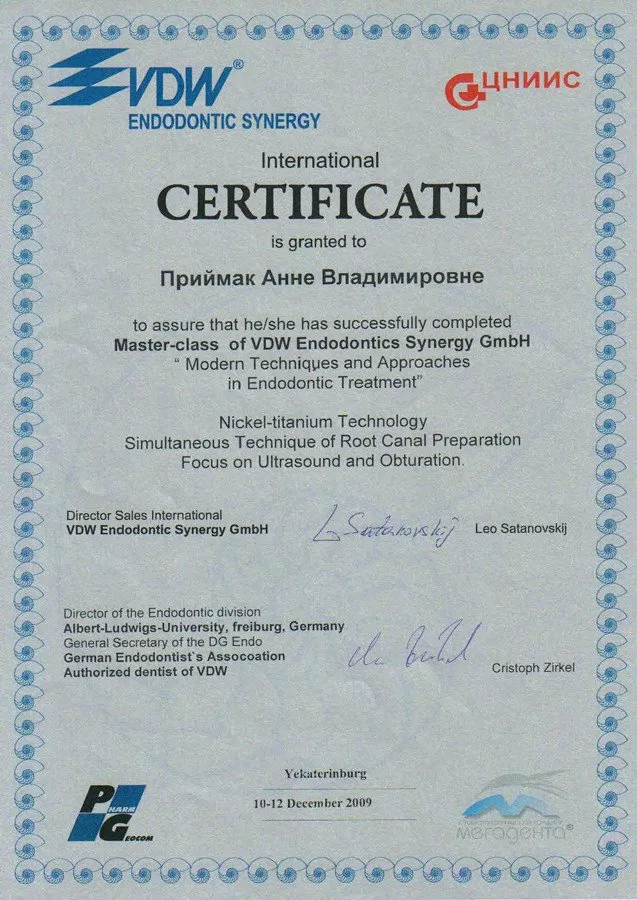 VDW®
ENDODONTIC SYNERGY
ЦНИИС
International
CERTIFICATE
is granted to
Приймак Анне Владимировне
to assure that he/she has successfully completed
Master-class of VDW Endodontics Synergy GmbH
“ Modern Techniques and Approaches
in Endodontic Treatment”
Nickel-titanium Technology
Simultaneous Technique of Root Canal Preparation
Focus on Ultrasound and Obturation.
Director Sales International
VDW Endodontic Synergy GmbH
L Satanovskij
Leo Satanovskij
Director of the Endodontic division
Albert-Ludwigs-University, freiburg, Germany
General Secretary of the DG Endo
German Endodontist`s Assocoation
Authorized dentist of VDW
Cristoph Zirkel
Yekaterinburg
10-12 December 2009
PHARM
GEOCOM
мегадента®